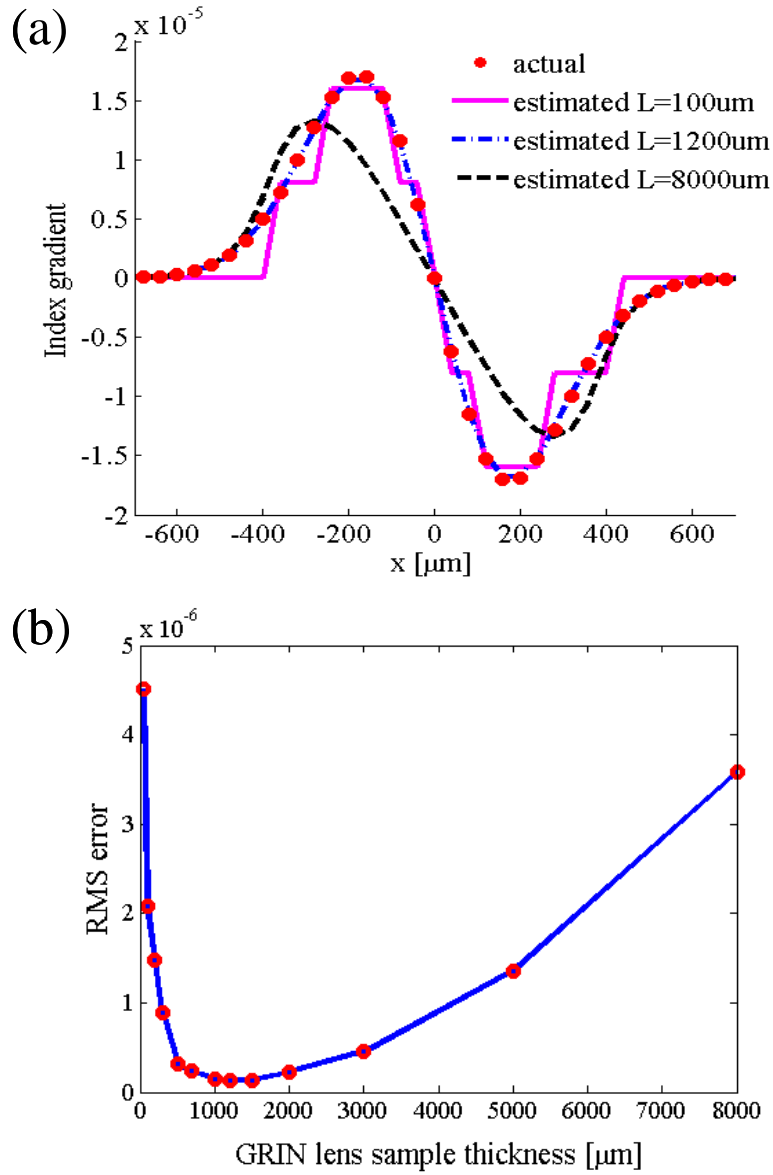 (a)
x 10-5
2
1.5
1
0.5
0
-0.5
-1
-1.5
-2
Index gradient
actual
estimated L=100um
estimated L=1200um
estimated L=8000um
-600 -400 -200 0 200 400 600
x [μm]
(b)
x 10-6
5
4
3
2
1
0
RMS error
0 1000 2000 3000 4000 5000 6000 7000 8000
GRIN lens sample thickness [μm]